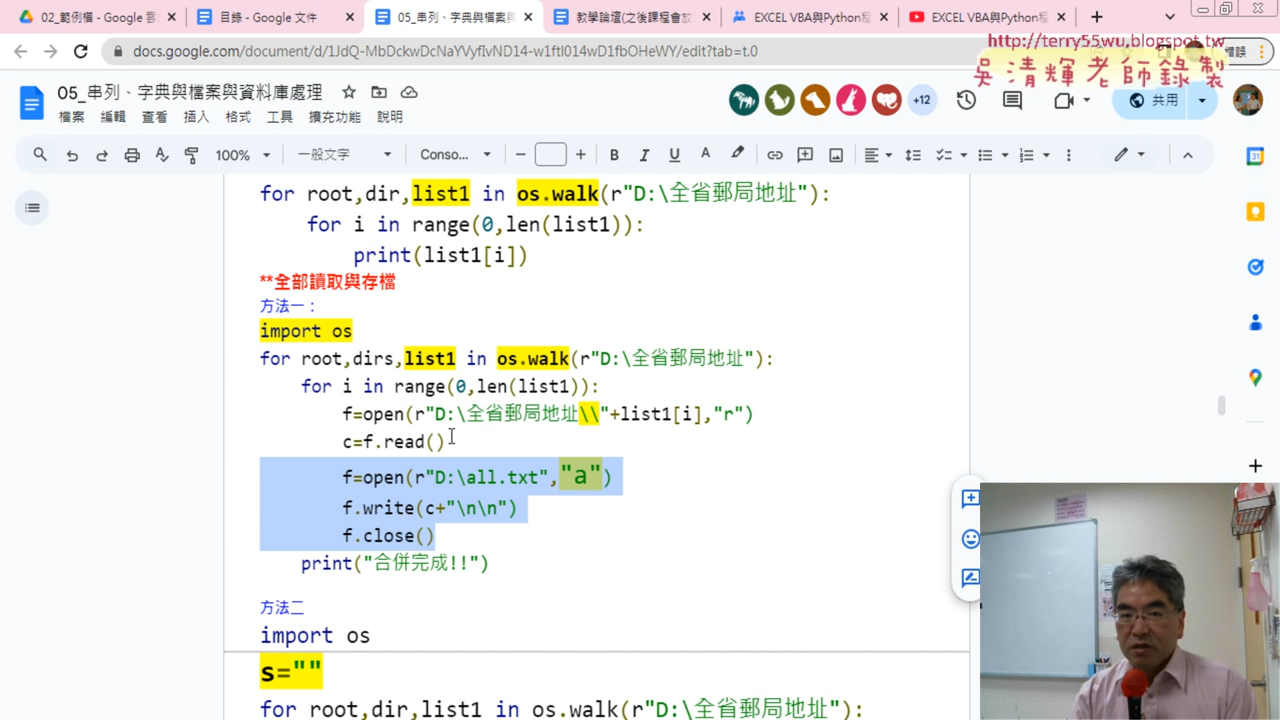 02_範例檔 - Google 雲
目錄 - Google 文件
05_串列、字典與檔案與
教學論壇(之後課程會放
EXCEL VBA與Python程
EXCEL VBA與Python程
docs.google.com/document/d/1JdQ-MbDckwDcNaYVyfIvND14-w1ftl014wD1fbOHeWY/edit?tab=t.0
http://terry55wu.blogspot.tw
吳清輝老師錄製
錯誤
05_串列、字典與檔案與資料庫處理
+12
共用
檔案 編輯 查看 插入 格式 工具 擴充功能 說明
100% 一般文字 Conso...
for root,dir,list1 in os.walk(r"D:\全省郵局地址"):
for i in range(0,len(list1)):
print(list1[i])
**全部讀取與存檔
方法一：
import os
for root,dirs,list1 in os.walk(r"D:\全省郵局地址"):
for i in range(0,len(list1)):
f=open(r"D:\全省郵局地址\\"+list1[i],"r")
c=f.read()
f=open(r"D:\all.txt","a")
f.write(c+"\n\n")
f.close()
print("合併完成!!")
方法二
import os
s=""
for root,dir,list1 in os.walk(r"D:\全省郵局地址"):